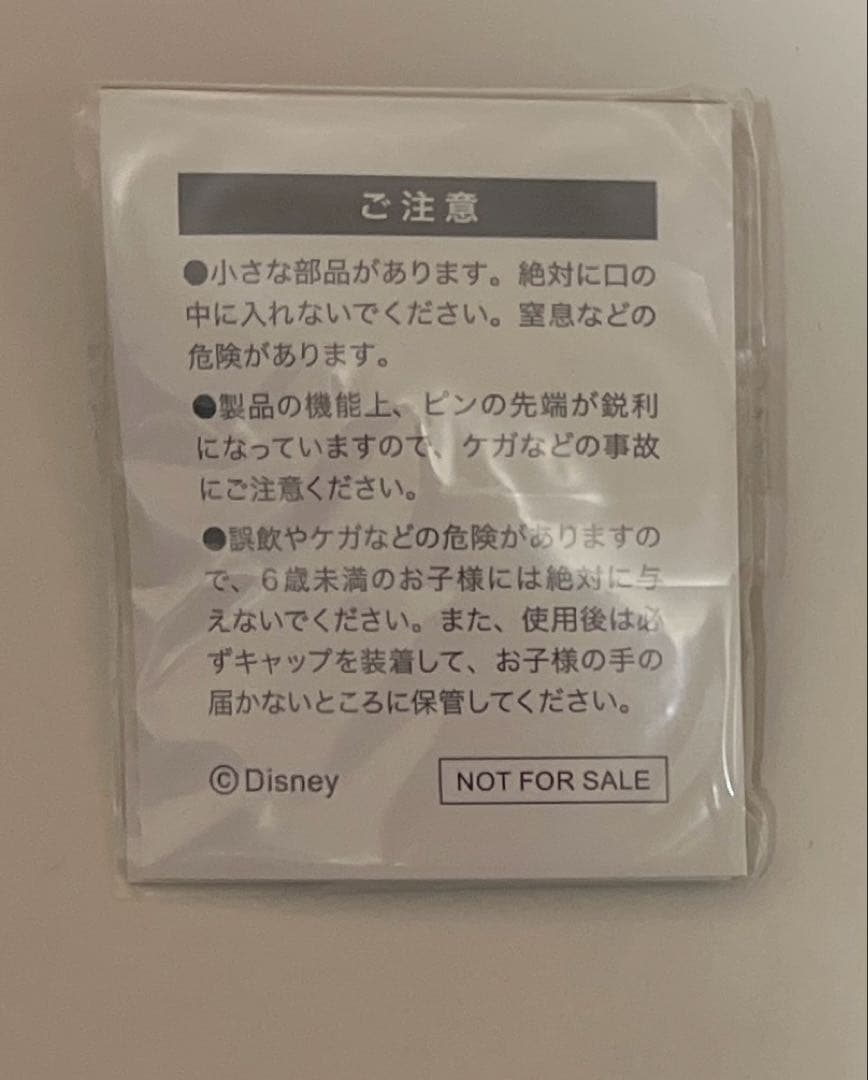 ご注意
●小さな部品があります。絶対に口の
中に入れないでください。窒息などの
危険があります。
●製品の機能上、ピンの先端が鋭利
になっていますので、ケガなどの事故
にご注意ください。
●誤飲やケガなどの危険がありますの
で、6歳未満のお子様には絶対に与
えないでください。また、使用後は必
ずキャップを装着して、お子様の手の
届かないところに保管してください。
©Disney
NOT FOR SALE